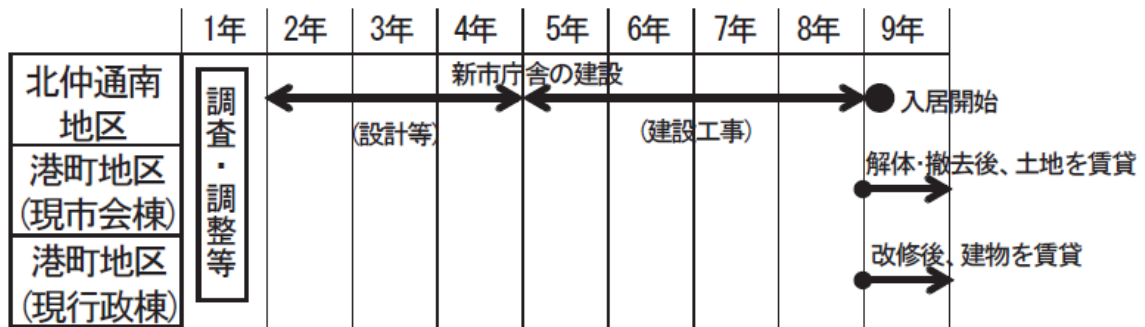 1年 2年 3年 4年 5年 6年 7年 8年 9年
北仲通南
地区
調査・調整等
新市庁舎の建設
入居開始
(設計等)
(建設工事)
港町地区
(現市会棟)
解体・撤去後、土地を賃貸
港町地区
(現行政棟)
改修後、建物を賃貸